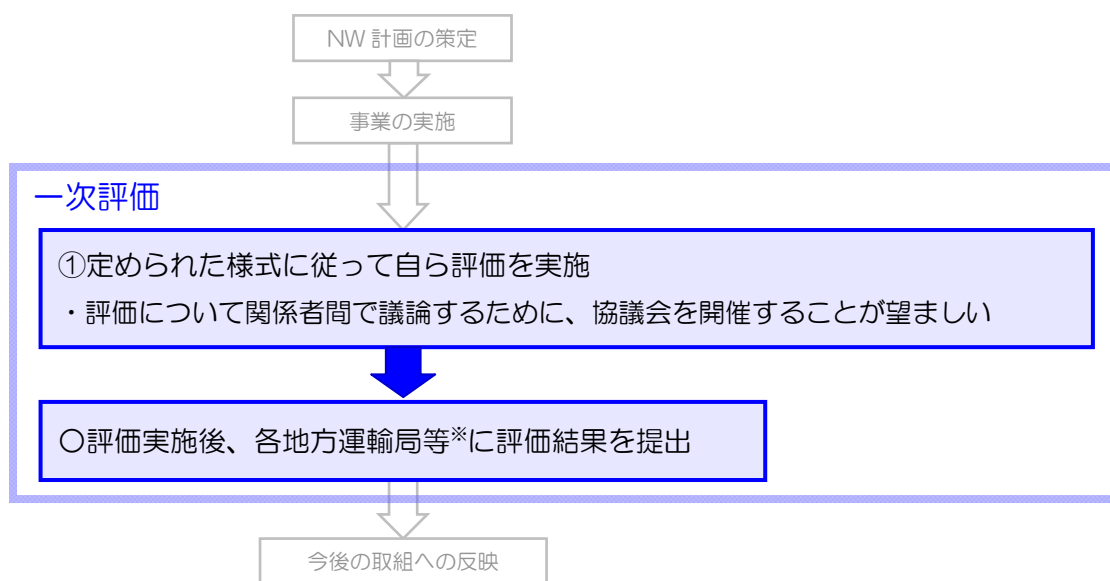 NW 計画の策定
事業の実施
一次評価
①定められた様式に従って自ら評価を実施
・評価について関係者間で議論するために、協議会を開催することが望ましい
〇評価実施後、各地方運輸局等※に評価結果を提出
今後の取組への反映